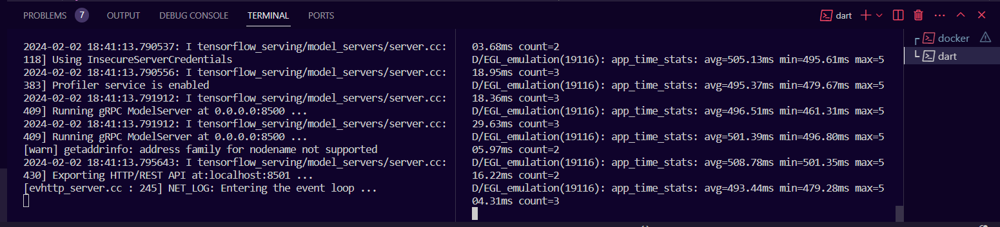 PROBLEMS 7 OUTPUT DEBUG CONSOLE TERMINAL PORTS dart
2024-02-02 18:41:13.790537: I tensorflow_serving/model_servers/server.cc:
118] Using InsecureServerCredentials
2024-02-02 18:41:13.790556: I tensorflow_serving/model_servers/server.cc:
383] Profiler service is enabled
2024-02-02 18:41:13.791912: I tensorflow_serving/model_servers/server.cc:
409] Running gRPC ModelServer at 0.0.0.0:8500 ...
2024-02-02 18:41:13.791912: I tensorflow_serving/model_servers/server.cc:
409] Running gRPC ModelServer at 0.0.0.0:8500 ...
[warn] getaddrinfo: address family for nodename not supported
2024-02-02 18:41:13.795643: I tensorflow_serving/model_servers/server.cc:
430] Exporting HTTP/REST API at:localhost:8501 ...
[evhttp_server.cc : 245] NET_LOG: Entering the event loop ...
03.68ms count=2
D/EGL_emulation(19116): app_time_stats: avg=505.13ms min=495.61ms max=5
18.95ms count=3
D/EGL_emulation(19116): app_time_stats: avg=495.37ms min=479.67ms max=5
18.36ms count=3
D/EGL_emulation(19116): app_time_stats: avg=496.51ms min=461.31ms max=5
29.63ms count=3
D/EGL_emulation(19116): app_time_stats: avg=501.39ms min=496.80ms max=5
05.97ms count=2
D/EGL_emulation(19116): app_time_stats: avg=508.78ms min=501.35ms max=5
16.22ms count=2
D/EGL_emulation(19116): app_time_stats: avg=493.44ms min=479.28ms max=5
04.31ms count=3
docker
dart